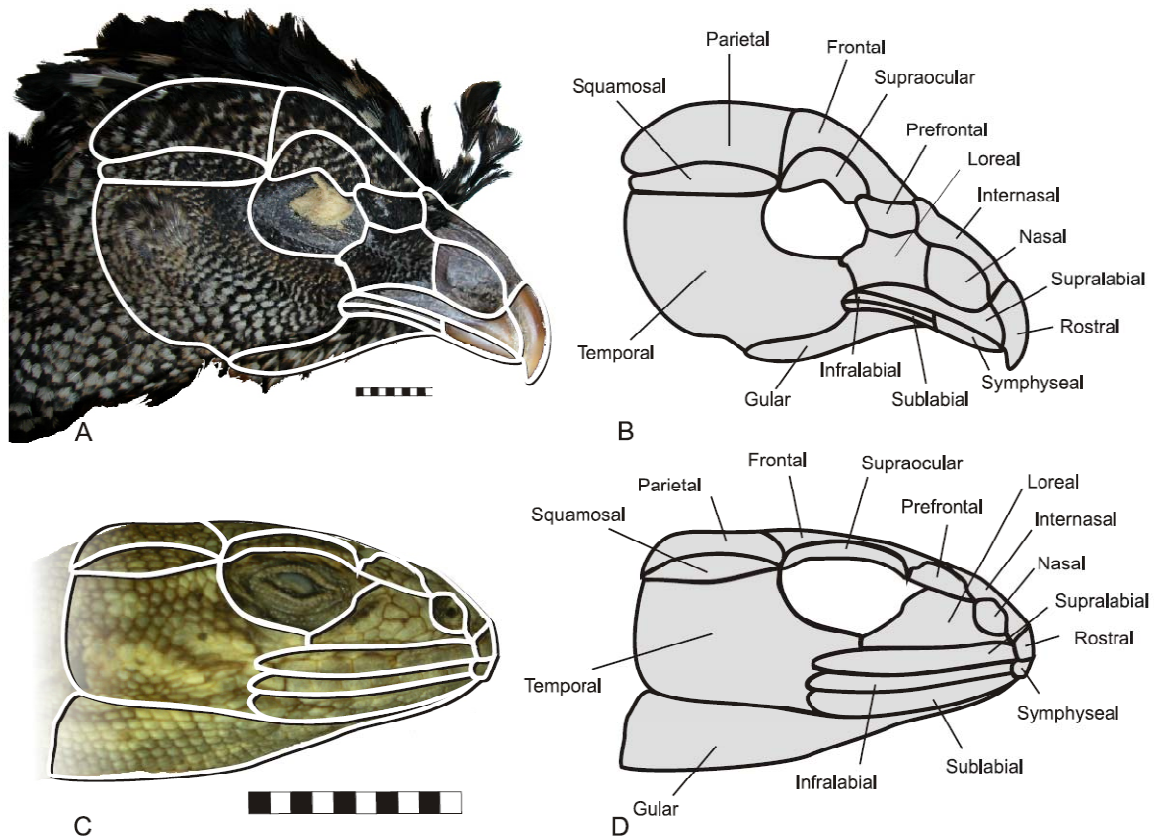 Parietal
Frontal
Squamosal
Supraocular
Prefrontal
Loreal
Internasal
Nasal
Supralabial
Rostral
Temporal
Infralabial
Symphyseal
Gular
Sublabial
A
B
Frontal
Supraocular
Parietal
Loreal
Prefrontal
Squamosal
Internasal
Nasal
Supralabial
Rostral
Temporal
Symphyseal
Sublabial
Infralabial
Gular
C
D